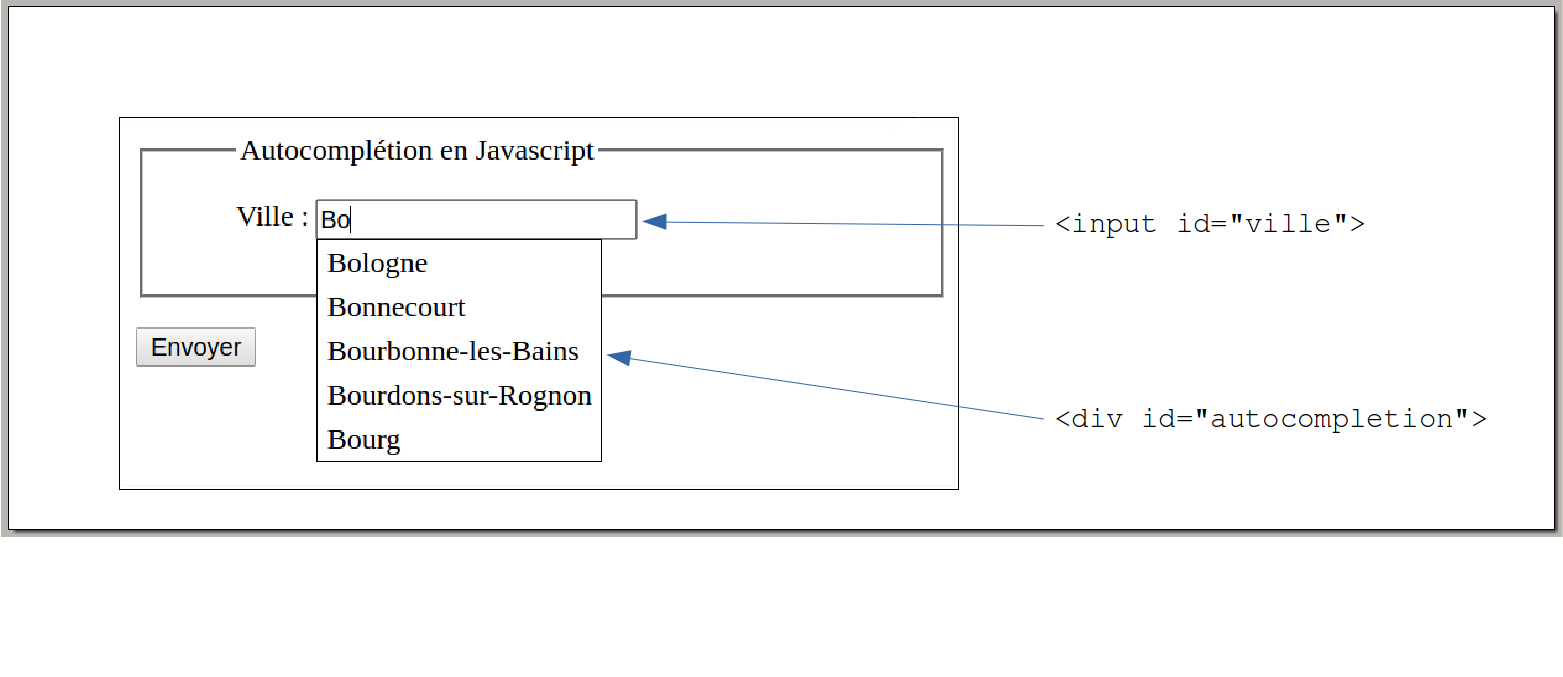 Autocomplétion en Javascript
Ville : Bo
<input id="ville">
Bologne
Bonnecourt
Bourbonne-les-Bains
Envoyer
Bourdons-sur-Rognon
<div id="autocompletion">
Bourg